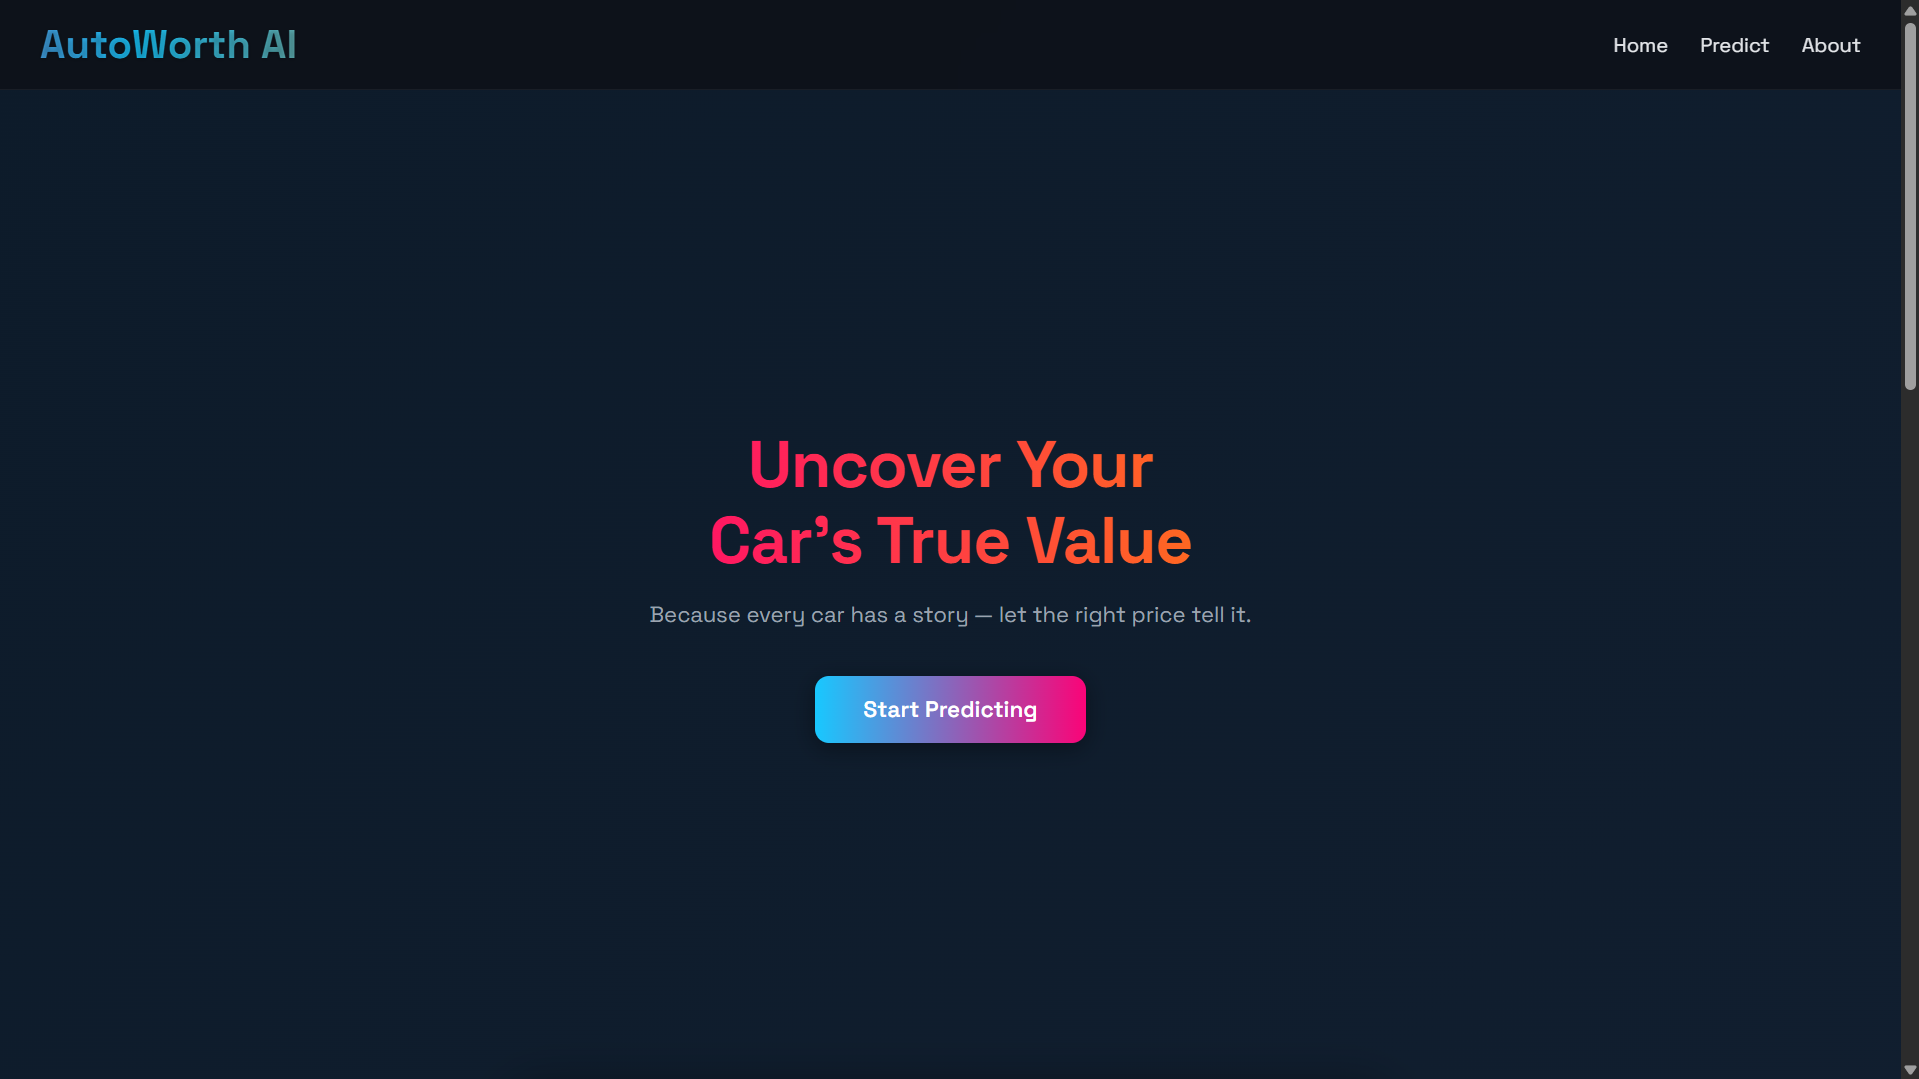 AutoWorth AI
Home Predict About
Uncover Your
Car’s True Value
Because every car has a story — let the right price tell it.
Start Predicting